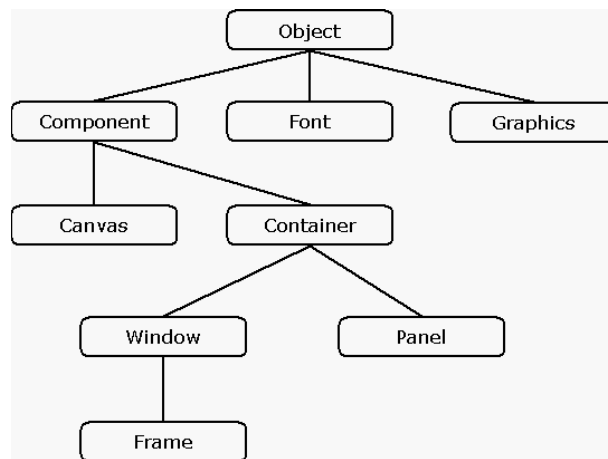 Object
Component
Font
Graphics
Canvas
Container
Window
Panel
Frame